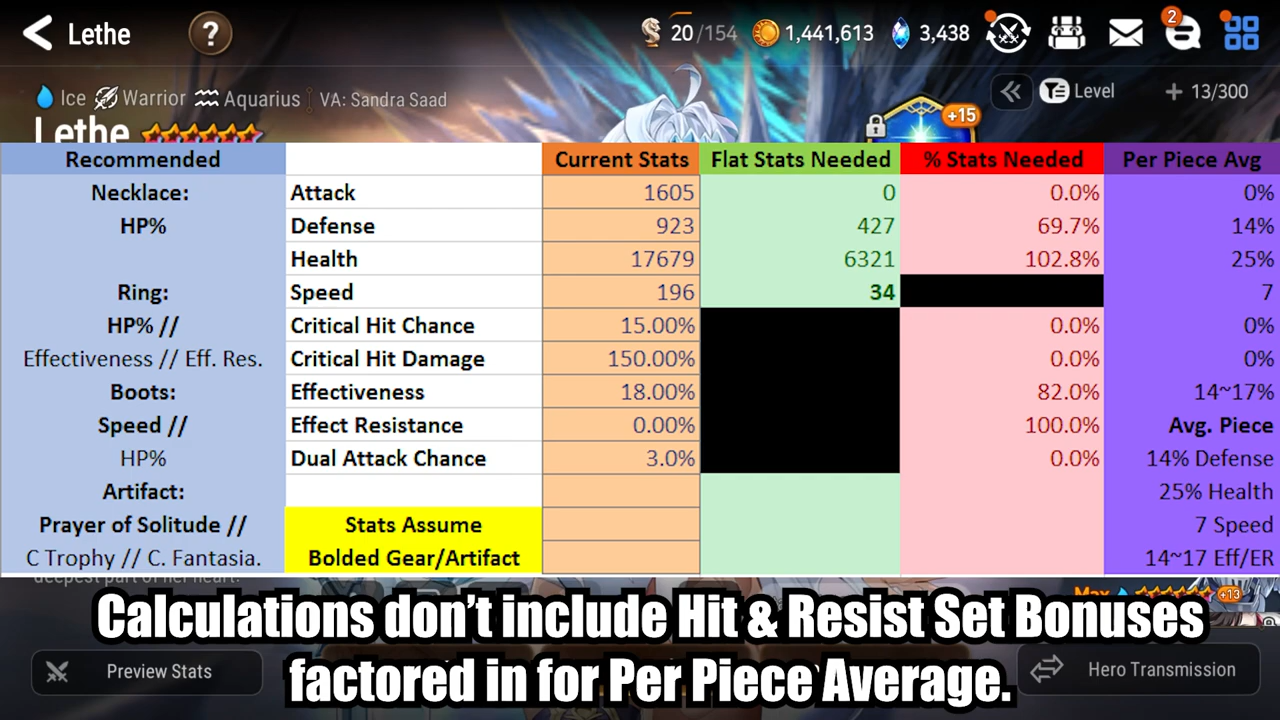 Lethe
?
20/154
1,441,613
3,438
2
Ice Warrior Aquarius VA: Sandra Saad
Level
13/300
Lethe
+15
Recommended Current Stats Flat Stats Needed % Stats Needed Per Piece Avg
Necklace: Attack 1605 0 0.0% 0%
HP% Defense 923 427 69.7% 14%
Health 17679 6321 102.8% 25%
Ring: Speed 196 34 7
HP% // Critical Hit Chance 15.00% 0.0% 0%
Effectiveness // Eff. Res. Critical Hit Damage 150.00% 0.0% 0%
Boots: Effectiveness 18.00% 82.0% 14~17%
Speed // Effect Resistance 0.00% 100.0% Avg. Piece
HP% Dual Attack Chance 3.0% 0.0% 14% Defense
Artifact: 25% Health
Prayer of Solitude // Stats Assume 7 Speed
C Trophy // C. Fantasia. Bolded Gear/Artifact 14~17 Eff/ER
deepest part of her heart.
Max
+13
Calculations don't include Hit & Resist Set Bonuses
factored in for Per Piece Average.
Preview Stats
Hero Transmission